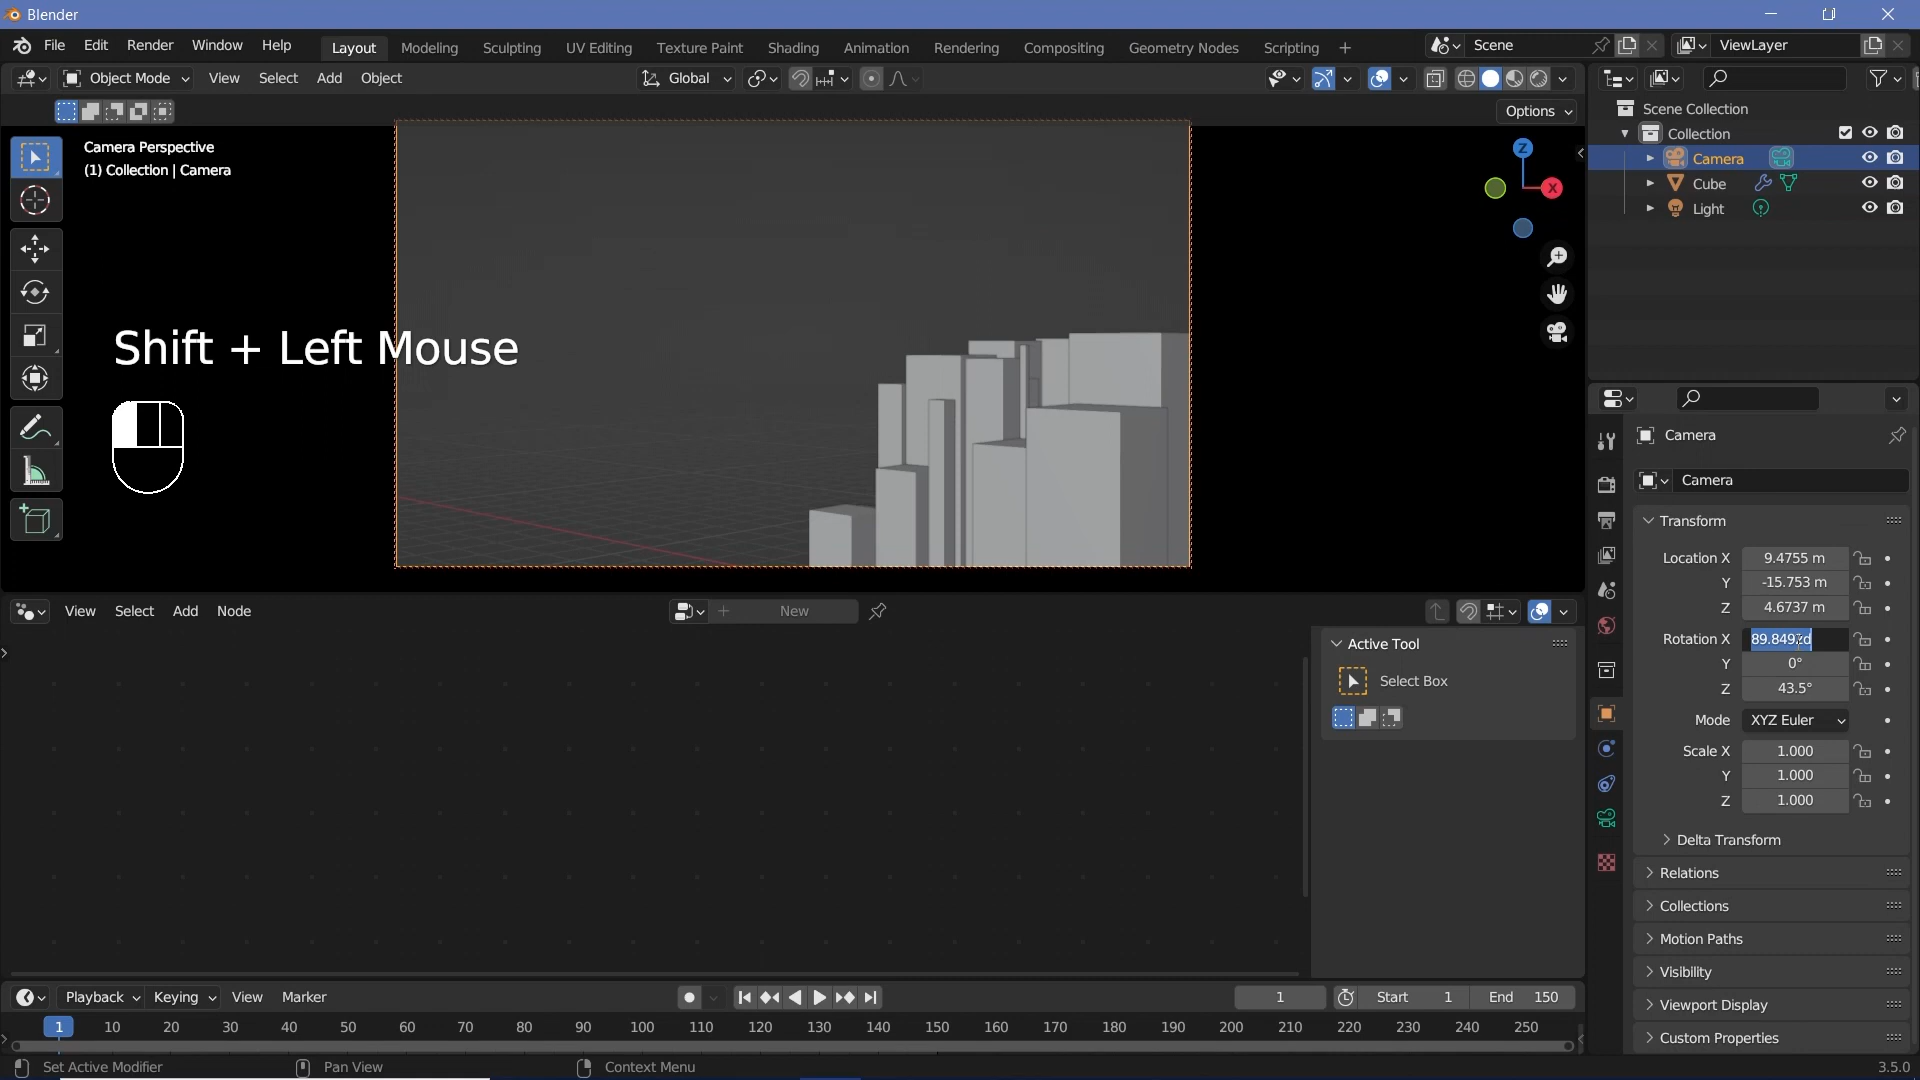 Blender
File Edit Render Window Help Layout Modeling Sculpting UV Editing Texture Paint Shading Animation Rendering Compositing Geometry Nodes Scripting + Scene ViewLayer
Object Mode View Select Add Object Global
Options
Camera Perspective
(1) Collection | Camera
Z
X
Shift + Left Mouse
Scene Collection
Collection
Camera
Cube
Light
Camera
Camera
Transform
Location X 9.4755 m
Y -15.753 m
Z 4.6737 m
Rotation X
Y 0°
Z 43.5°
Mode XYZ Euler
Scale X 1.000
Y 1.000
Z 1.000
Delta Transform
Relations
Collections
Motion Paths
Visibility
Viewport Display
Custom Properties
View Select Add Node + New
Active Tool
Select Box
Playback Keying View Marker 1 Start 1 End 150
1 10 20 30 40 50 60 70 80 90 100 110 120 130 140 150 160 170 180 190 200 210 220 230 240 250
Set Active Modifier Pan View Context Menu 3.5.0